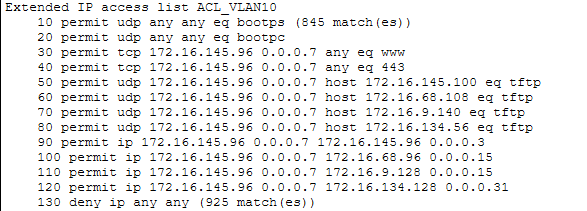 Extended IP access list ACL_VLAN10
10 permit udp any any eq bootps (845 match(es))
20 permit udp any any eq bootpc
30 permit tcp 172.16.145.96 0.0.0.7 any eq www
40 permit tcp 172.16.145.96 0.0.0.7 any eq 443
50 permit udp 172.16.145.96 0.0.0.7 host 172.16.145.100 eq tftp
60 permit udp 172.16.145.96 0.0.0.7 host 172.16.68.108 eq tftp
70 permit udp 172.16.145.96 0.0.0.7 host 172.16.9.140 eq tftp
80 permit udp 172.16.145.96 0.0.0.7 host 172.16.134.56 eq tftp
90 permit ip 172.16.145.96 0.0.0.7 172.16.145.96 0.0.0.3
100 permit ip 172.16.145.96 0.0.0.7 172.16.68.96 0.0.0.15
110 permit ip 172.16.145.96 0.0.0.7 172.16.9.128 0.0.0.15
120 permit ip 172.16.145.96 0.0.0.7 172.16.134.128 0.0.0.31
130 deny ip any any (925 match(es))